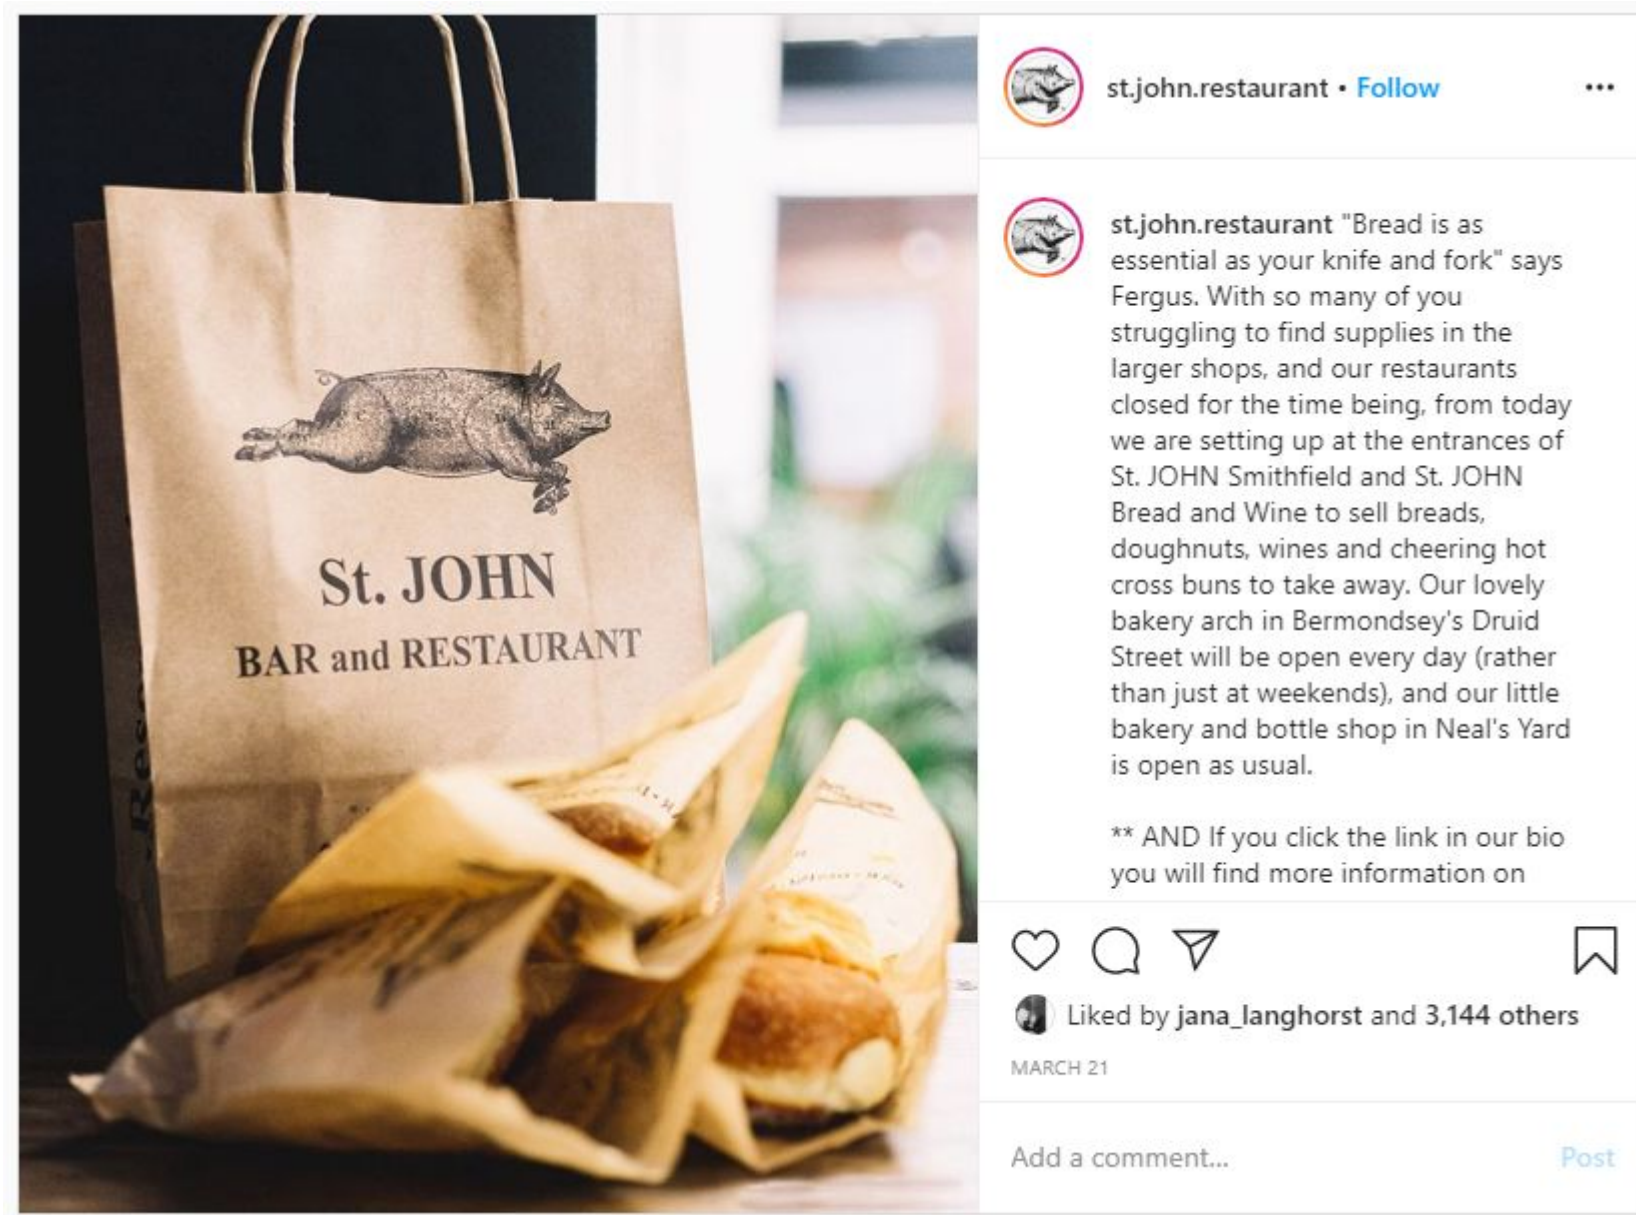 St. JOHN
BAR and RESTAURANT
st.john.restaurant • Follow
st.john.restaurant "Bread is as
essential as your knife and fork" says
Fergus. With so many of you
struggling to find supplies in the
larger shops, and our restaurants
closed for the time being, from today
we are setting up at the entrances of
St. JOHN Smithfield and St. JOHN
Bread and Wine to sell breads,
doughnuts, wines and cheering hot
cross buns to take away. Our lovely
bakery arch in Bermondsey's Druid
Street will be open every day (rather
than just at weekends), and our little
bakery and bottle shop in Neal's Yard
is open as usual.
** AND If you click the link in our bio
you will find more information on
Liked by jana_langhorst and 3,144 others
MARCH 21
Add a comment... Post